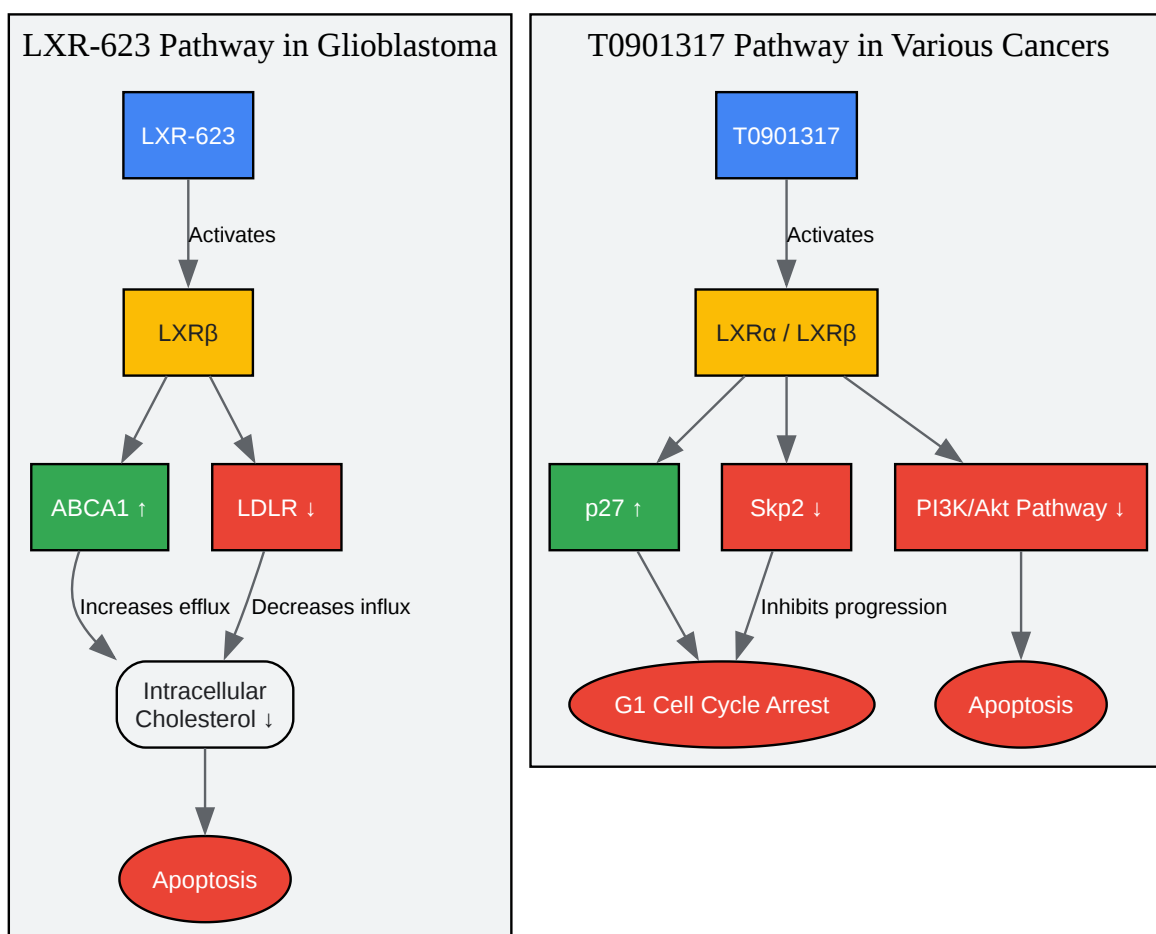 LXR-623 Pathway in Glioblastoma
LXR-623
Activates
LXRβ
ABCA1 ↑
LDLR ↓
Increases efflux
Decreases influx
Intracellular
Cholesterol ↓
Apoptosis
T0901317 Pathway in Various Cancers
T0901317
Activates
LXRα / LXRβ
p27 ↑
Skp2 ↓
PI3K/Akt Pathway ↓
Inhibits progression
G1 Cell Cycle Arrest
Apoptosis